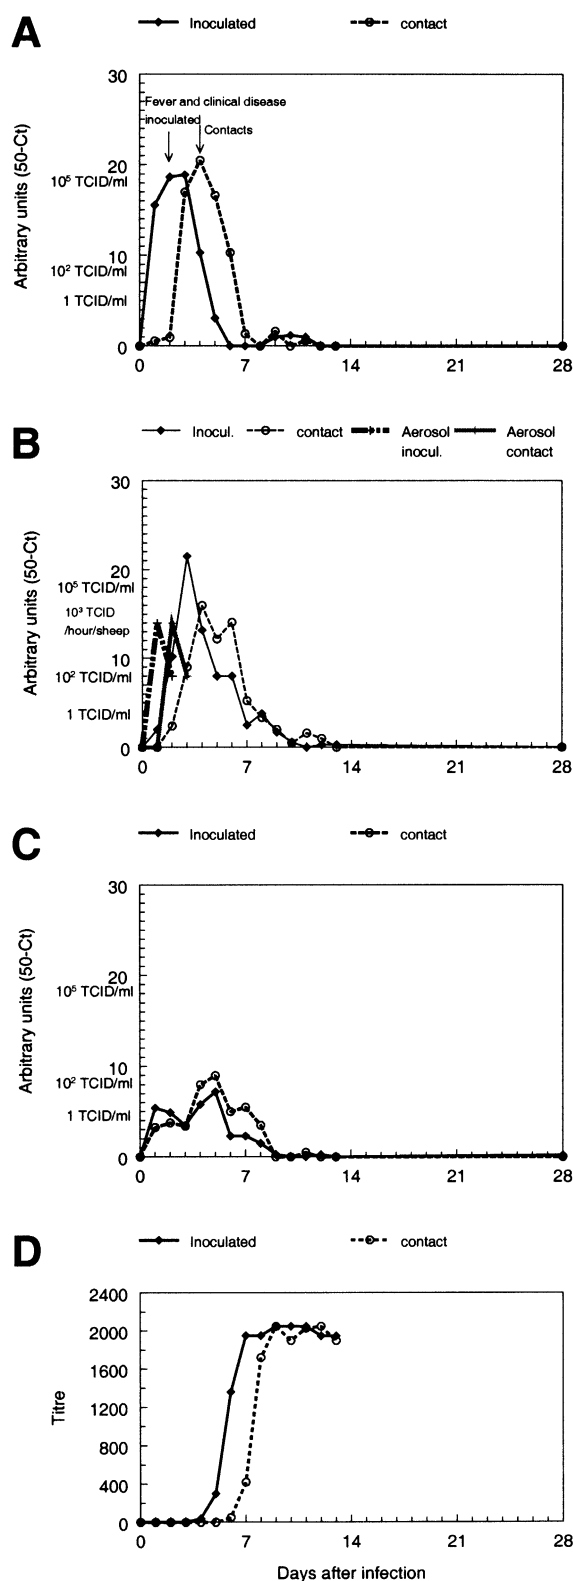 A
Inoculated contact
30
Fever and clinical disease
inoculated
Contacts
20
10⁵ TCID/ml
10
10² TCID/ml
1 TCID/ml
0
Arbitrary units (50-Ct)
0 7 14 21 28
B
Inocul. contact Aerosol inocul. Aerosol contact
30
20
10⁵ TCID/ml
10³ TCID
/hour/sheep
10
10² TCID/ml
1 TCID/ml
0
Arbitrary units (50-Ct)
0 7 14 21 28
C
Inoculated contact
30
20
10⁵ TCID/ml
10
10² TCID/ml
1 TCID/ml
0
Arbitrary units (50-Ct)
0 7 14 21 28
D
Inoculated contact
2400
2000
1600
1200
800
400
0
Titre
0 7 14 21 28
Days after infection